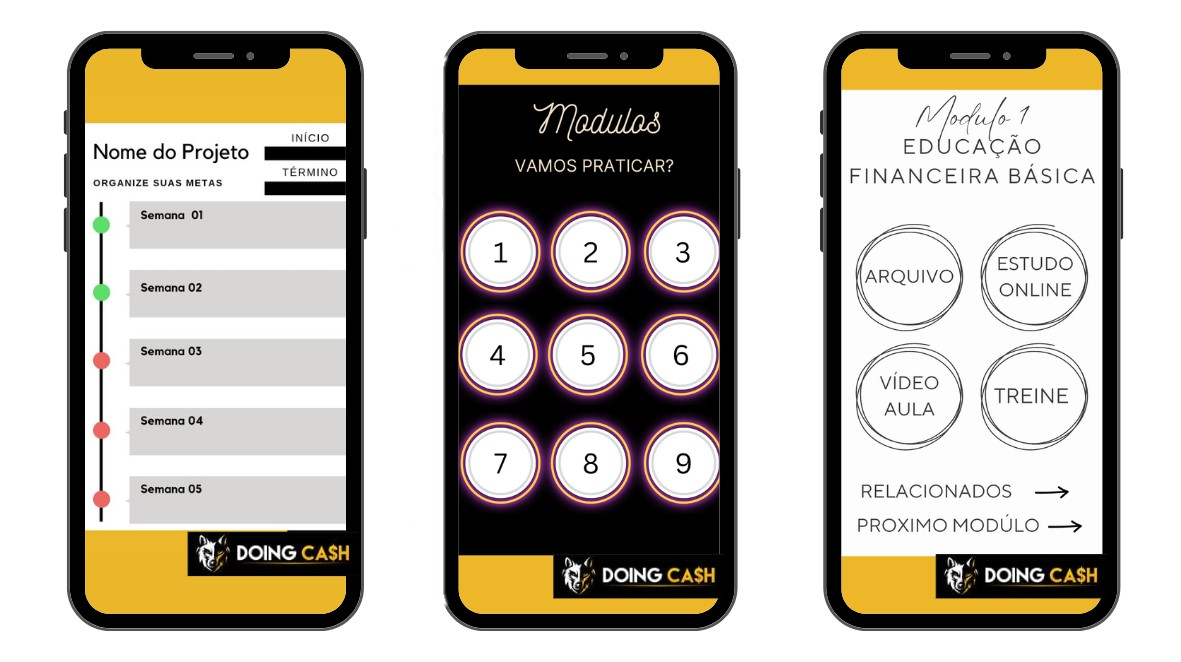 Nome do Projeto
ORGANIZE SUAS METAS
INÍCIO
TÉRMINO
Semana 01
Semana 02
Semana 03
Semana 04
Semana 05
DOING CA$H
Modulos
VAMOS PRATICAR?
1 2 3
4 5 6
7 8 9
DOING CA$H
Modulo 1
EDUCAÇÃO
FINANCEIRA BÁSICA
ARQUIVO
ESTUDO
ONLINE
VÍDEO
AULA
TREINE
RELACIONADOS
PROXIMO MODÚLO
DOING CA$H